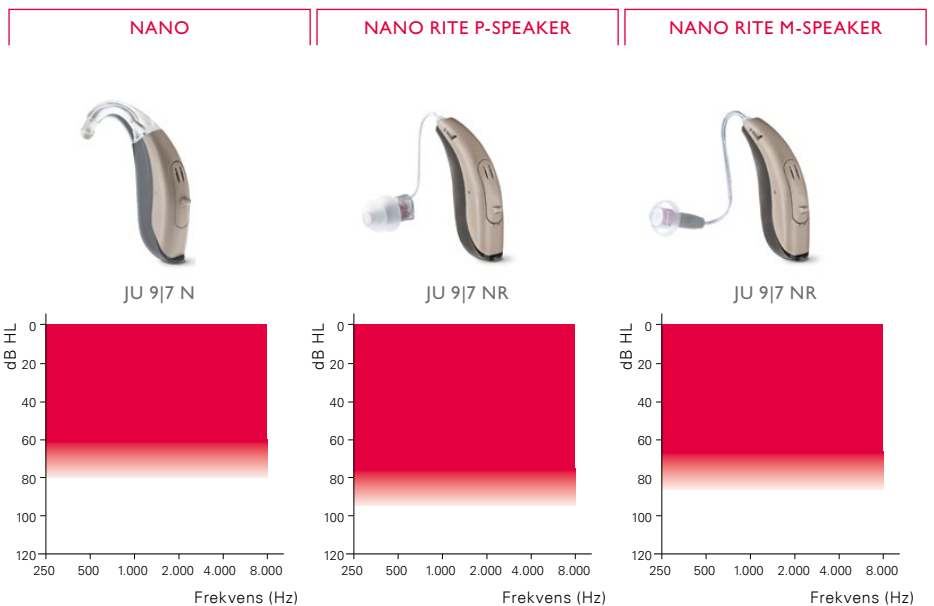 NANO
NANO RITE P-SPEAKER
NANO RITE M-SPEAKER
JU 9|7 N
JU 9|7 NR
JU 9|7 NR
dB HL
0
20
40
60
80
100
120
250 500 1.000 2.000 4.000 8.000
Frekvens (Hz)
dB HL
0
20
40
60
80
100
120
250 500 1.000 2.000 4.000 8.000
Frekvens (Hz)
dB HL
0
20
40
60
80
100
120
250 500 1.000 2.000 4.000 8.000
Frekvens (Hz)